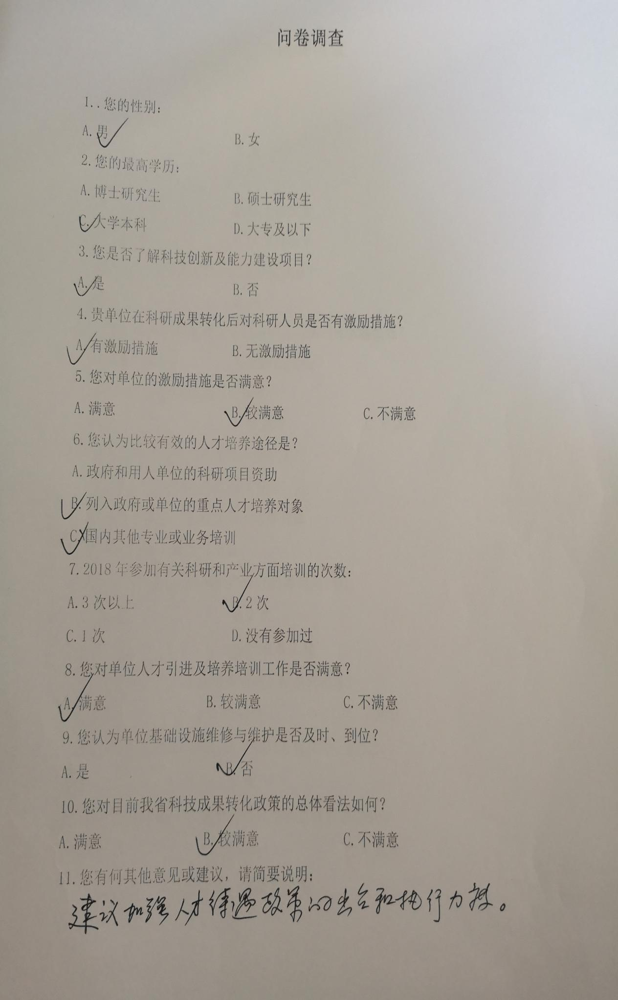 问卷调查
1..您的性别：
A.男 B.女
2.您的最高学历：
A.博士研究生 B.硕士研究生
C.大学本科 D.大专及以下
3.您是否了解科技创新及能力建设项目？
A.是 B.否
4.贵单位在科研成果转化后对科研人员是否有激励措施？
A.有激励措施 B.无激励措施
5.您对单位的激励措施是否满意？
A.满意 B.较满意 C.不满意
6.您认为比较有效的人才培养途径是？
A.政府和用人单位的科研项目资助
B.列入政府或单位的重点人才培养对象
C.国内其他专业或业务培训
7.2018年参加有关科研和产业方面培训的次数：
A.3次以上 B.2次
C.1次 D.没有参加过
8.您对单位人才引进及培养培训工作是否满意？
A.满意 B.较满意 C.不满意
9.您认为单位基础设施维修与维护是否及时、到位？
A.是 B.否
10.您对目前我省科技成果转化政策的总体看法如何？
A.满意 B.较满意 C.不满意
11.您有何其他意见或建议，请简要说明：
建议加强人才待遇政策的出台和执行力度。